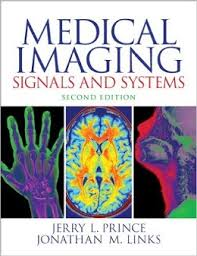 MEDICAL
IMAGING
SIGNALS AND SYSTEMS
SECOND EDITION
JERRY L. PRINCE
JONATHAN M. LINKS